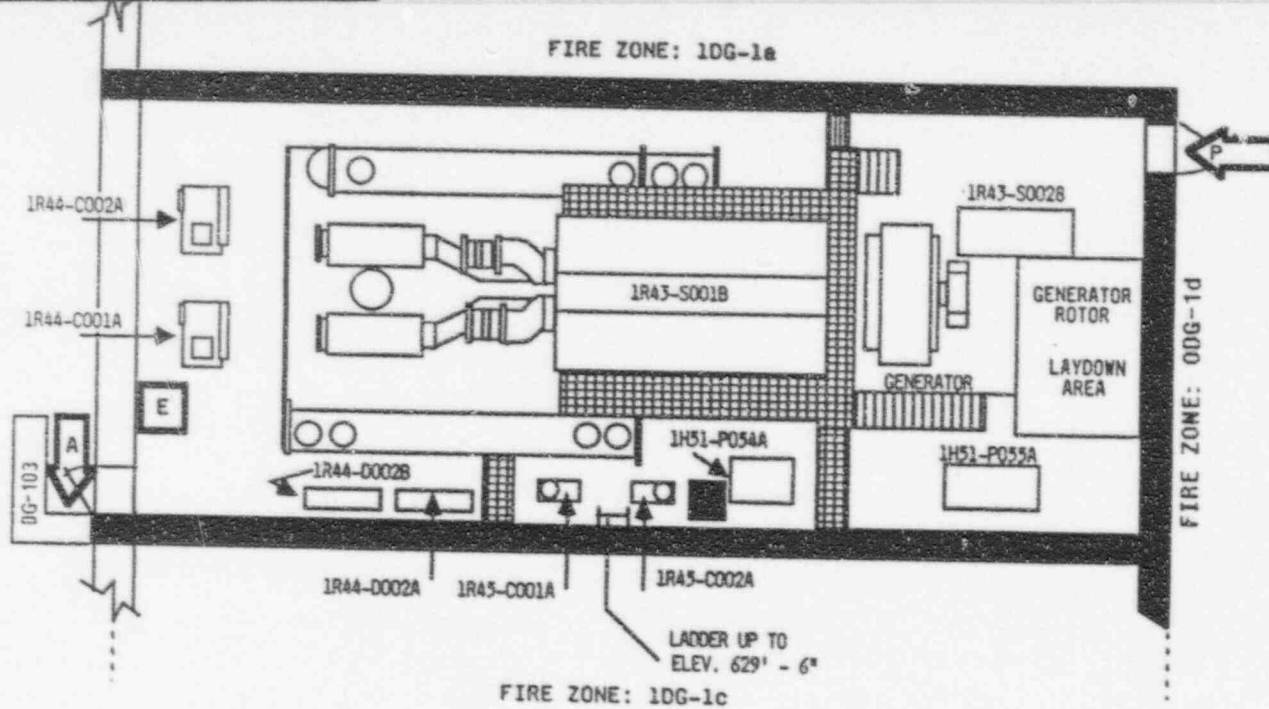 FIRE ZONE: 1DG-1a
P
1R44-C002A
1R43-S002B
1R43-S001B
GENERATOR
ROTOR
LAYDOWN
AREA
1R44-C001A
FIRE ZONE: ODG-1d
GENERATOR
E
A
DG-103
1H51-P054A
1H51-P055A
1R44-D002B
1R44-D002A
1R45-C001A
1R45-C002A
LADDER UP TO
ELEV. 629' - 6"
FIRE ZONE: 1DG-1c